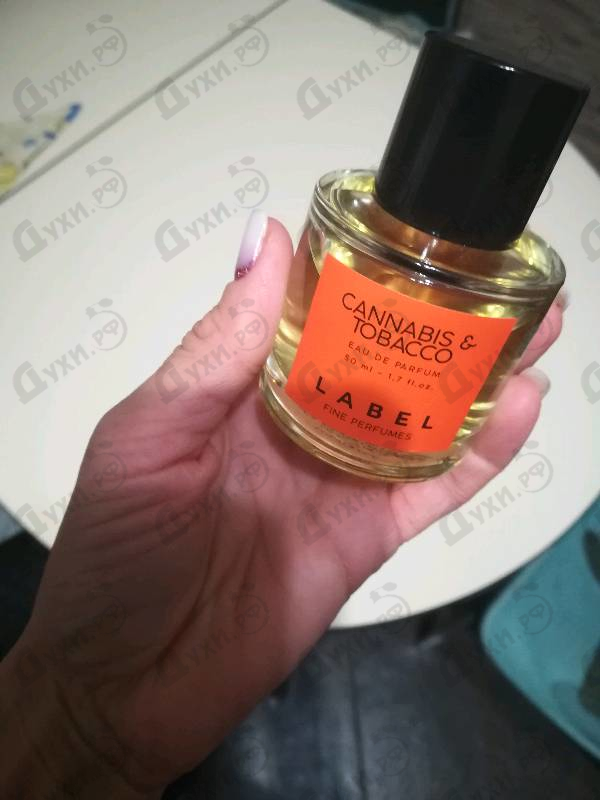 CANNABIS &
TOBACCO
EAU DE PARFUM
50 ml - 1.7 fl.oz.
LABEL
FINE PERFUMES
Духи.РФ